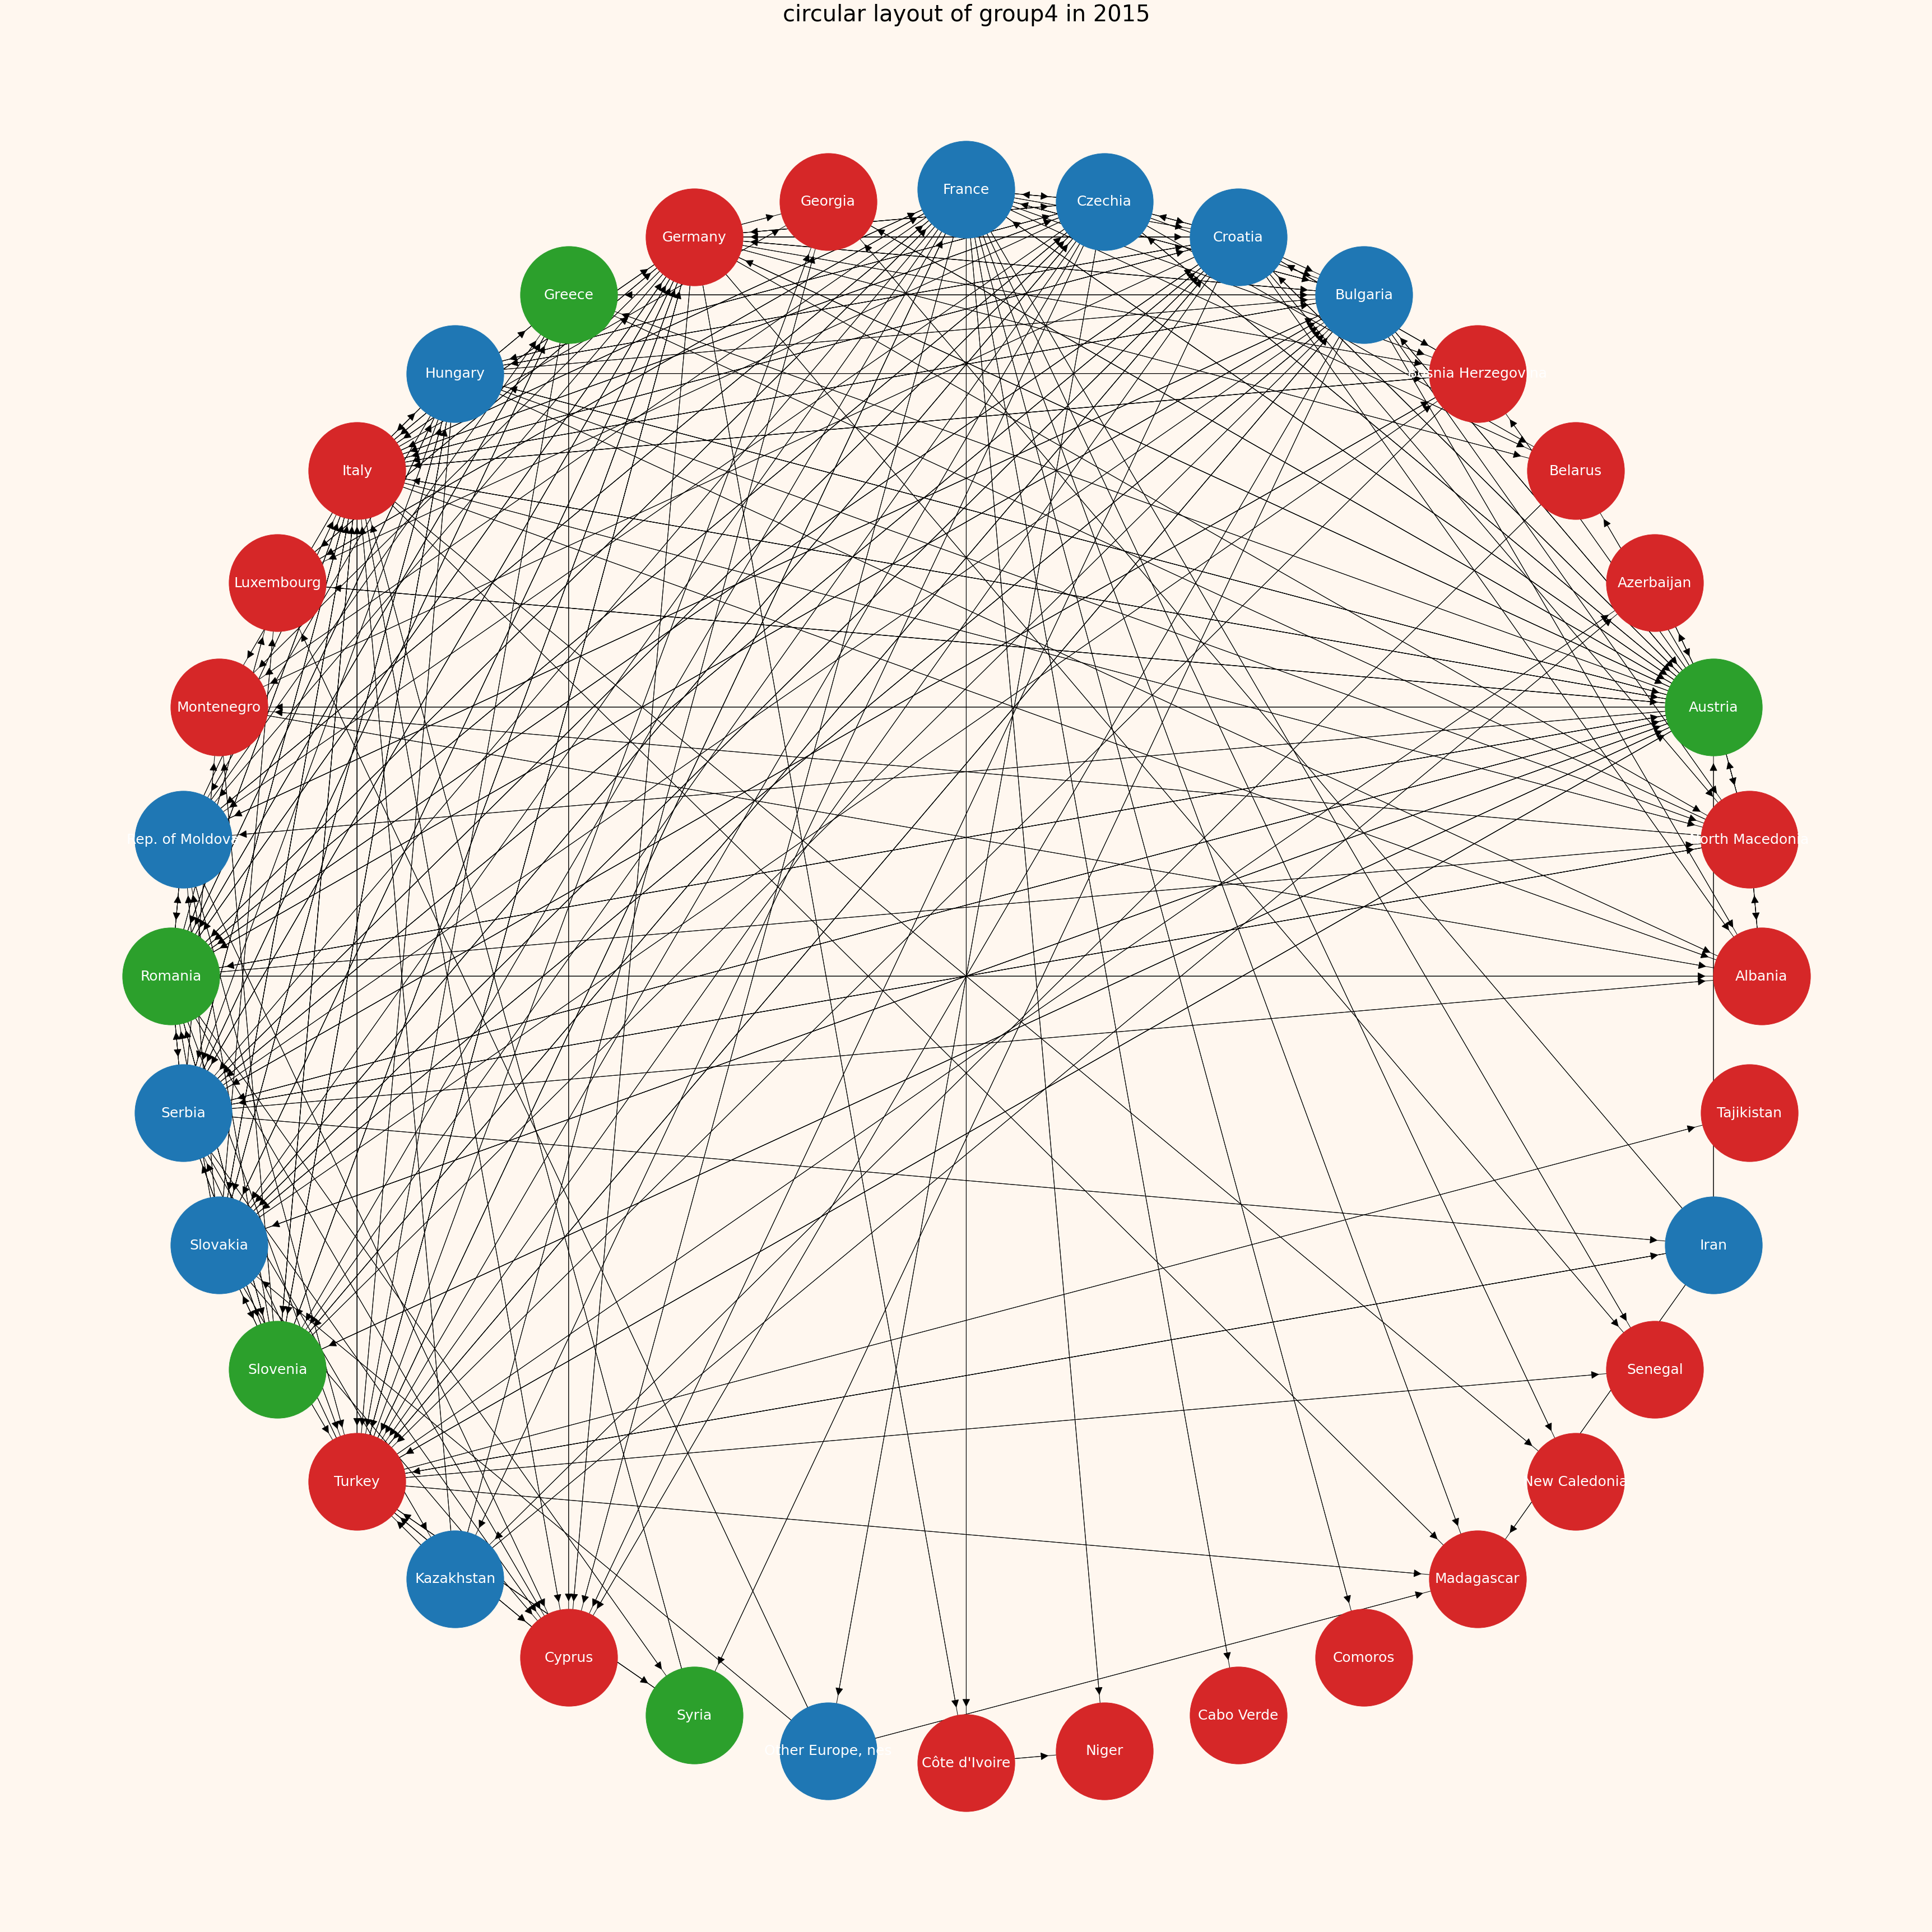 circular layout of group4 in 2015
France
Georgia
Czechia
Germany
Croatia
Greece
Bulgaria
Hungary
Bosnia Herzegovina
Italy
Belarus
Luxembourg
Azerbaijan
Montenegro
Austria
Rep. of Moldova
North Macedonia
Romania
Albania
Serbia
Tajikistan
Slovakia
Iran
Slovenia
Senegal
Turkey
New Caledonia
Kazakhstan
Madagascar
Cyprus
Comoros
Syria
Cabo Verde
Other Europe, nes
Niger
Côte d'Ivoire